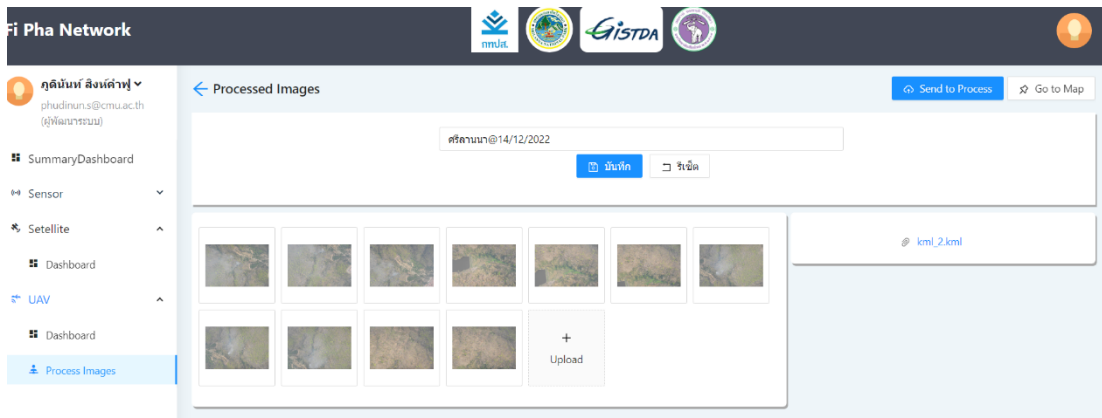 Fi Pha Network
กทปส.
GISTDA
ภูดินันท์ สิงห์คำฟู
phudinun.s@cmu.ac.th
(ผู้พัฒนาระบบ)
SummaryDashboard
Sensor
Setellite
Dashboard
UAV
Dashboard
Process Images
Processed Images
Send to Process
Go to Map
ศรีลานนา@14/12/2022
บันทึก
รีเซ็ต
Upload
kml_2.kml